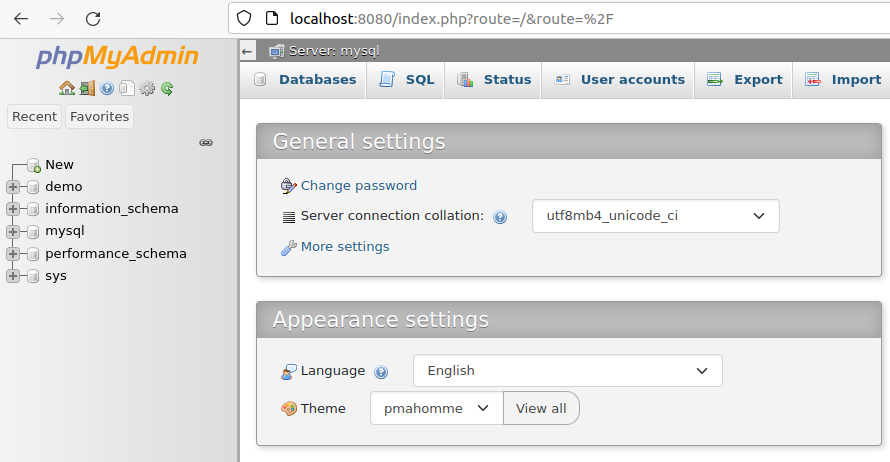 localhost:8080/index.php?route=/&route=%2F
phpMyAdmin
Recent Favorites
New
demo
information_schema
mysql
performance_schema
sys
Server: mysql
Databases SQL Status User accounts Export Import
General settings
Change password
Server connection collation: utf8mb4_unicode_ci
More settings
Appearance settings
Language English
Theme pmahomme View all